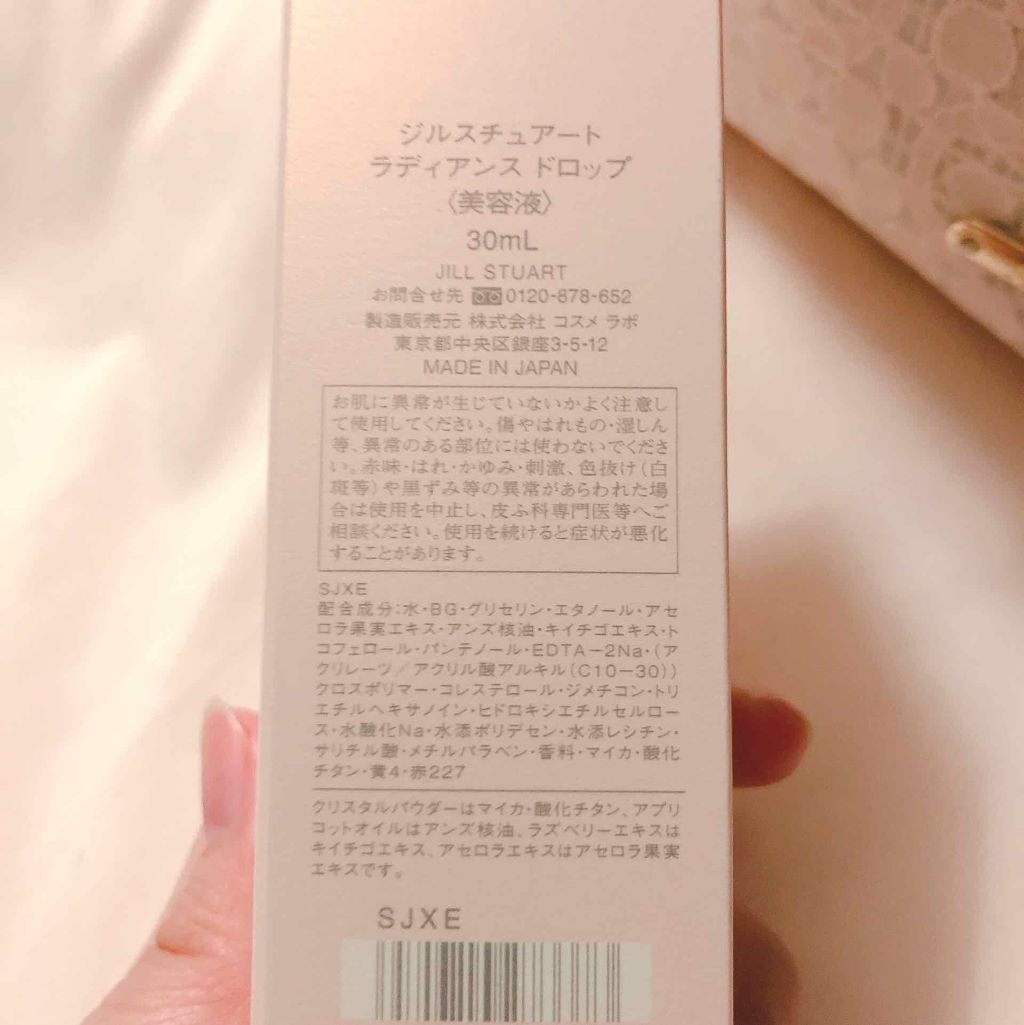 ジルスチュアート
ラディアンス ドロップ
〈美容液〉
30mL
JILL STUART
お問合せ先 0120-878-652
製造販売元 株式会社 コスメ ラボ
東京都中央区銀座3-5-12
MADE IN JAPAN
お肌に異常が生じていないかよく注意し
て使用してください。傷やはれもの・湿しん
等、異常のある部位には使わないでくださ
い。赤味・はれ・かゆみ・刺激、色抜け(白
斑等)や黒ずみ等の異常があらわれた場
合は使用を中止し、皮ふ科専門医等へご
相談ください。使用を続けると症状が悪化
することがあります。
SJXE
配合成分:水・BG・グリセリン・エタノール・アセ
ロラ果実エキス・アンズ核油・キイチゴエキス・ト
コフェロール・パンテノール・EDTA－2Na・(ア
クリレーツ／アクリル酸アルキル(C10－30))
クロスポリマー・コレステロール・ジメチコン・トリ
エチルヘキサノイン・ヒドロキシエチルセルロー
ス・水酸化Na・水添ポリデセン・水添レシチン・
サリチル酸・メチルパラベン・香料・マイカ・酸化
チタン・黄4・赤227
クリスタルパウダーはマイカ・酸化チタン、アプリ
コットオイルはアンズ核油、ラズベリーエキスは
キイチゴエキス、アセロラエキスはアセロラ果実
エキスです。
SJXE